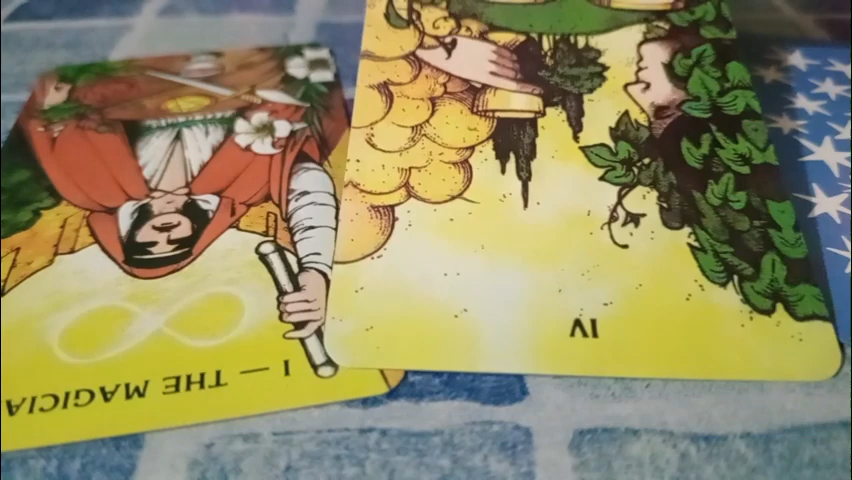 I — THE MAGICIA
IV